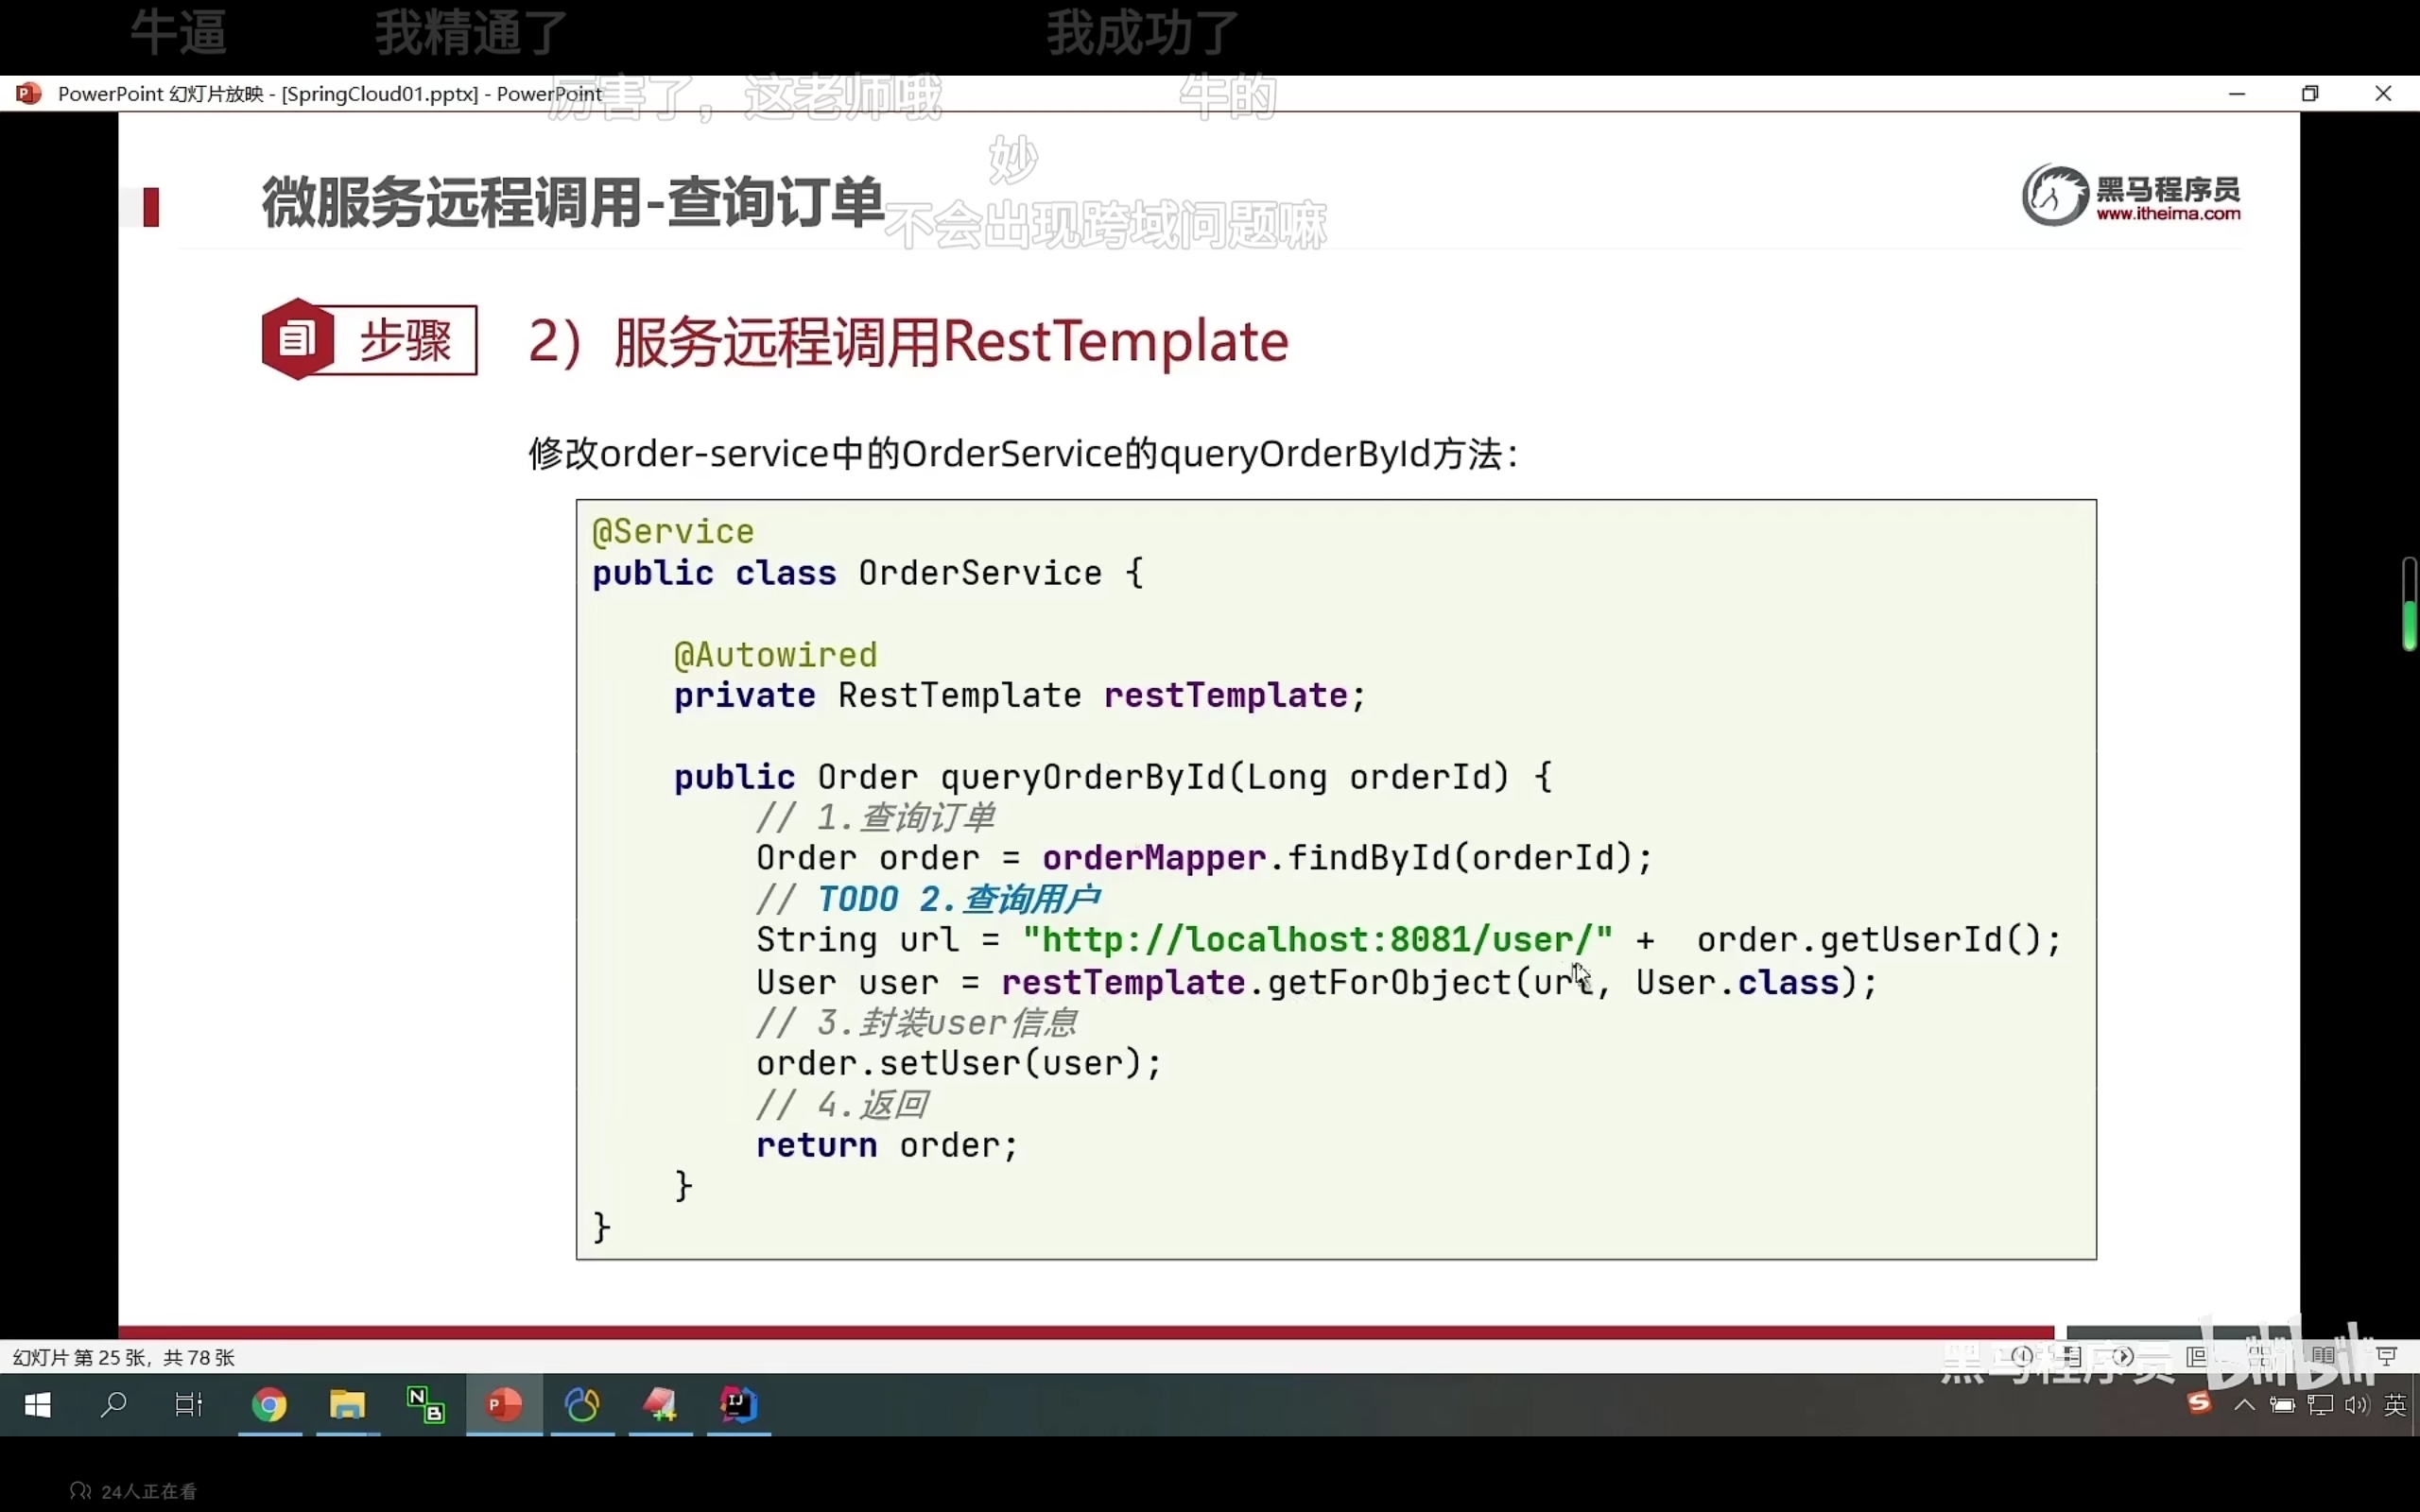 牛逼 我精通了 我成功了
PowerPoint 幻灯片放映 - [SpringCloud01.pptx] - PowerPoint
厉害了，这老师哦 牛的
妙
微服务远程调用-查询订单
不会出现跨域问题嘛
黑马程序员
www.itheima.com
步骤
2）服务远程调用RestTemplate
修改order-service中的OrderService的queryOrderById方法：
@Service
public class OrderService {
@Autowired
private RestTemplate restTemplate;
public Order queryOrderById(Long orderId) {
// 1.查询订单
Order order = orderMapper.findById(orderId);
// TODO 2.查询用户
String url = "http://localhost:8081/user/" +  order.getUserId();
User user = restTemplate.getForObject(url, User.class);
// 3.封装user信息
order.setUser(user);
// 4.返回
return order;
}
}
幻灯片 第 25 张，共 78 张
黑马程序员 bilibili
N
B
P
IJ
S
英
24人正在看